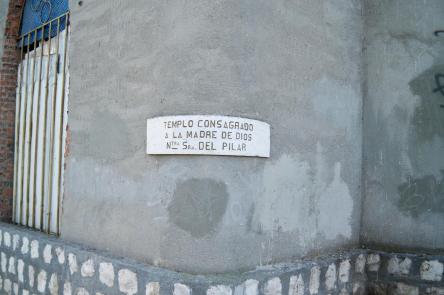 TEMPLO CONSAGRADO
A LA MADRE DE DIOS
NTRA SRA. DEL PILAR